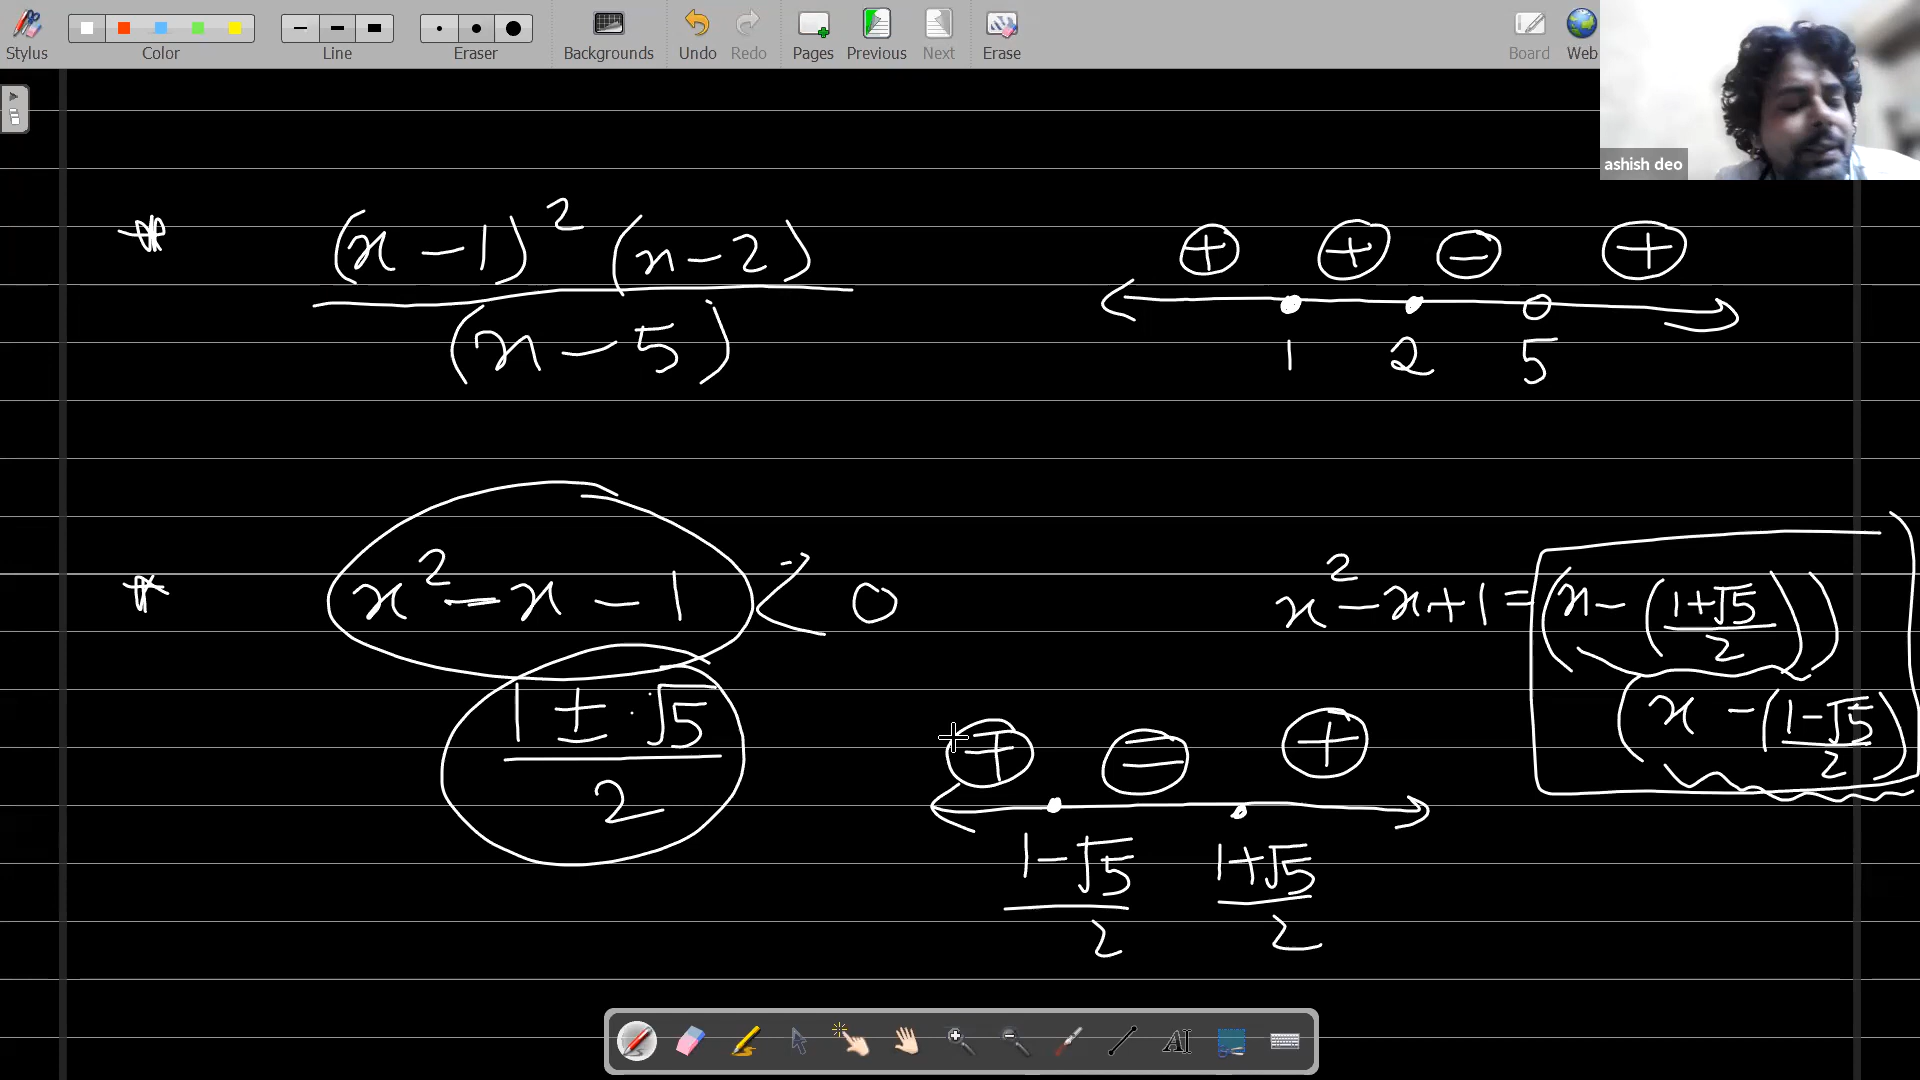 Stylus Color Line Eraser Backgrounds Undo Redo Pages Previous Next Erase Board Web
ashish deo
* (x-1)² (x-2) / (x-5)
⊕ ⊕ ⊖ ⊕
1 2 5
* x² - x - 1 < 0
x² - x + 1 = (x - (1+√5)/2)
(x - (1-√5)/2)
(1 ± √5)/2
+ - +
(1-√5)/2 (1+√5)/2